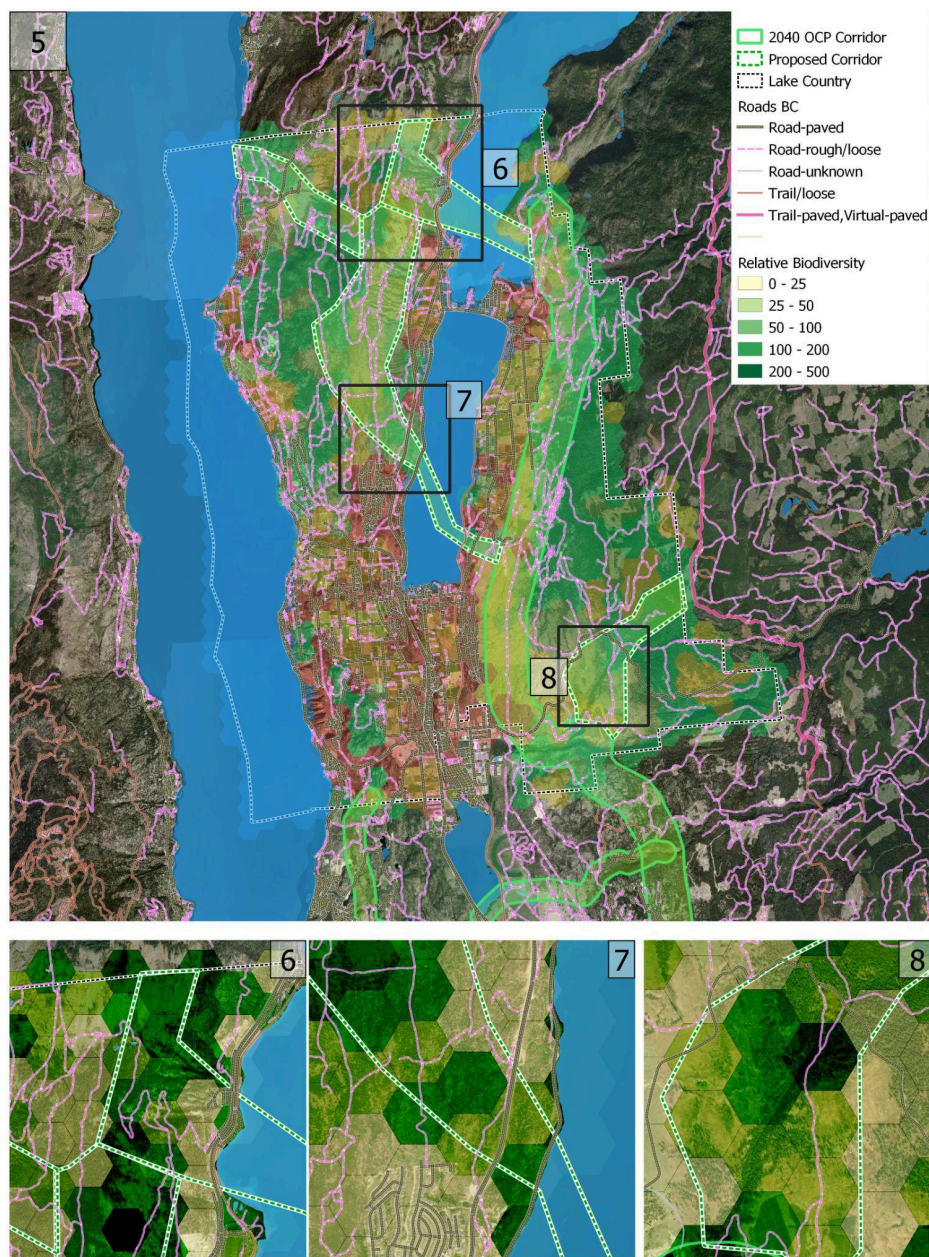 5
2040 OCP Corridor
Proposed Corridor
Lake Country
Roads BC
Road-paved
Road-rough/loose
Road-unknown
Trail/loose
Trail-paved,Virtual-paved
Relative Biodiversity
0 - 25
25 - 50
50 - 100
100 - 200
200 - 500
6
7
8
6
7
8